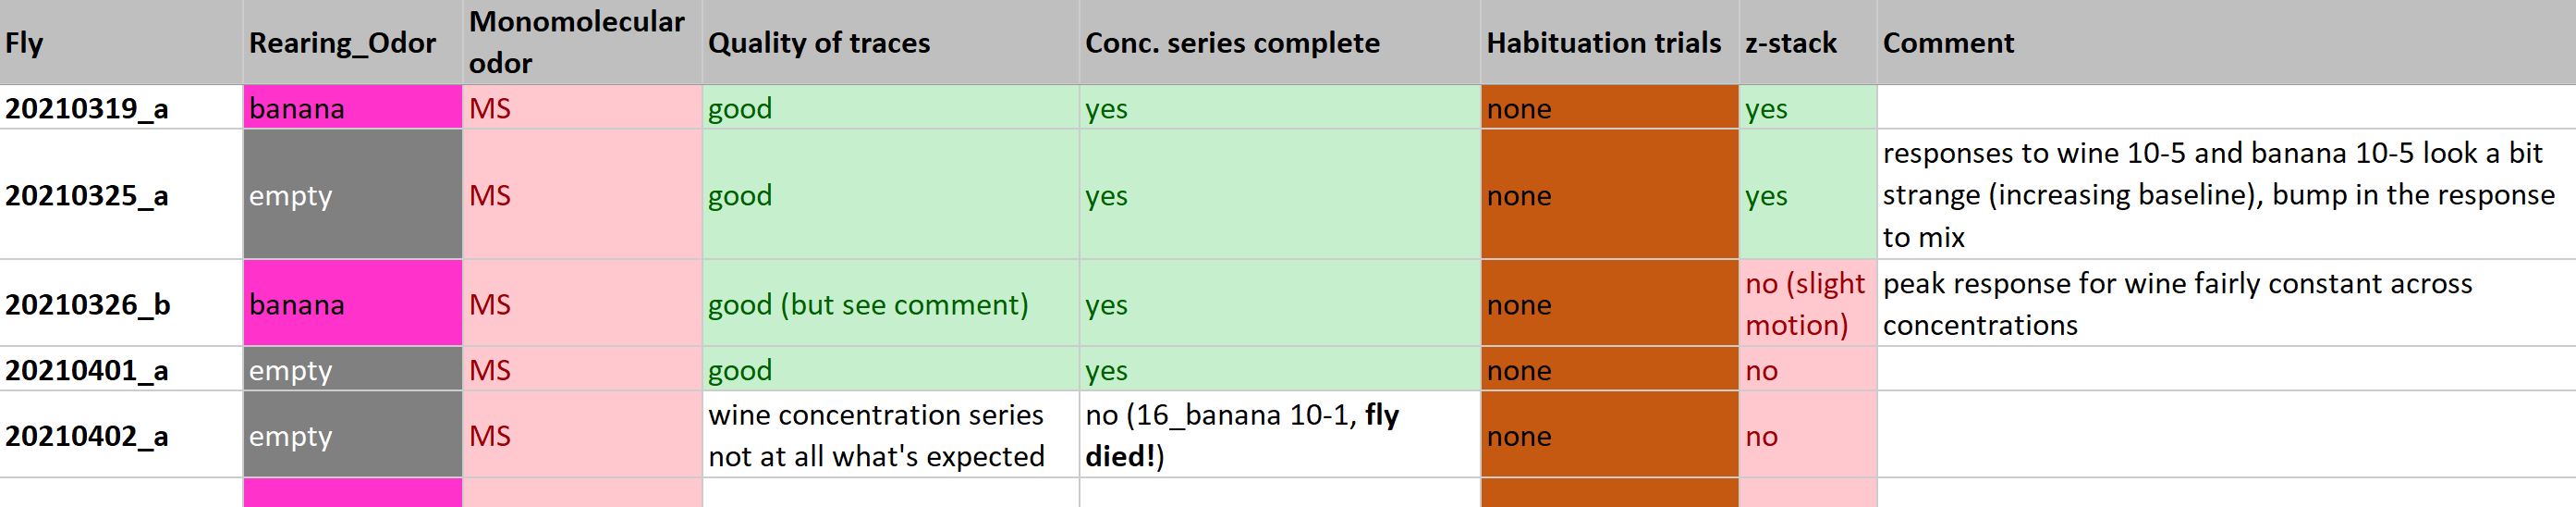 Fly Rearing_Odor Monomolecular odor Quality of traces Conc. series complete Habituation trials z-stack Comment
20210319_a banana MS good yes none yes
20210325_a empty MS good yes none yes responses to wine 10-5 and banana 10-5 look a bit
strange (increasing baseline), bump in the response
to mix
20210326_b banana MS good (but see comment) yes none no (slight motion) peak response for wine fairly constant across
concentrations
20210401_a empty MS good yes none no
20210402_a empty MS wine concentration series not at all what's expected no (16_banana 10-1, fly died!) none no